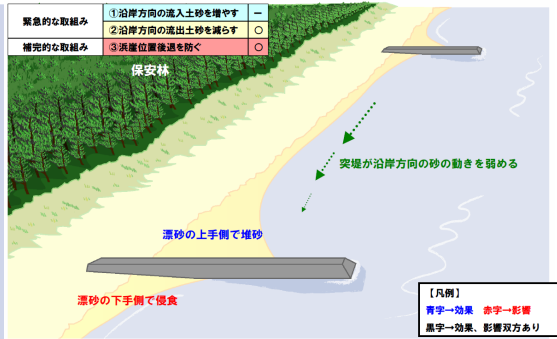 緊急的な取組み
①沿岸方向の流入土砂を増やす －
②沿岸方向の流出土砂を減らす ○
補完的な取組み ③浜崖位置後退を防ぐ ○
保安林
突堤が沿岸方向の砂の動きを弱める
漂砂の上手側で堆砂
漂砂の下手側で侵食
【凡例】
青字→効果 赤字→影響
黒字→効果、影響双方あり